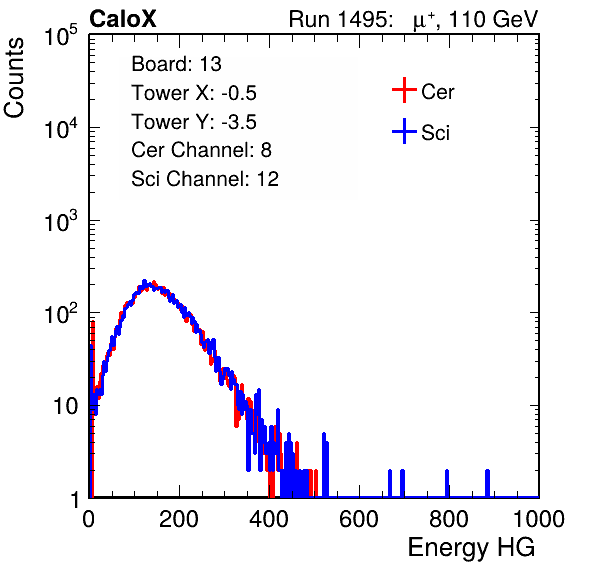 CaloX Run 1495: μ⁺, 110 GeV
Counts
10⁵
10⁴
10³
10²
10
1
Board: 13
Tower X: -0.5
Tower Y: -3.5
Cer Channel: 8
Sci Channel: 12
Cer
Sci
0 200 400 600 800 1000
Energy HG